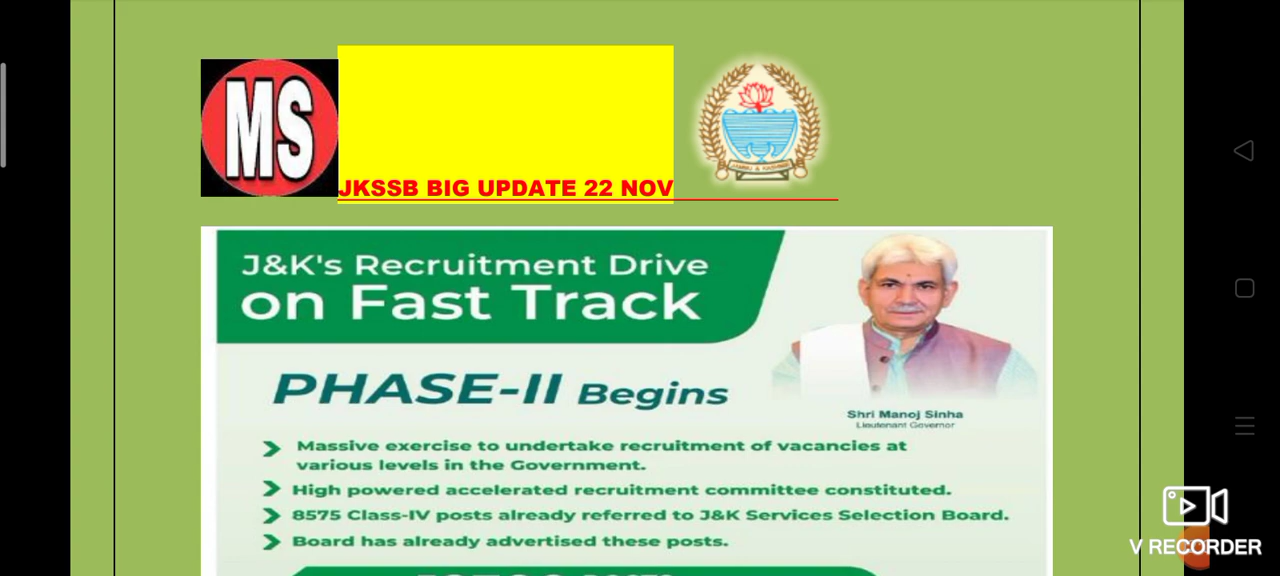 MS
JKSSB BIG UPDATE 22 NOV
JAMMU & KASHMIR
J&K's Recruitment Drive
on Fast Track
PHASE-II Begins
Shri Manoj Sinha
Lieutenant Governor
Massive exercise to undertake recruitment of vacancies at
various levels in the Government.
High powered accelerated recruitment committee constituted.
8575 Class-IV posts already referred to J&K Services Selection Board.
Board has already advertised these posts.
V RECORDER